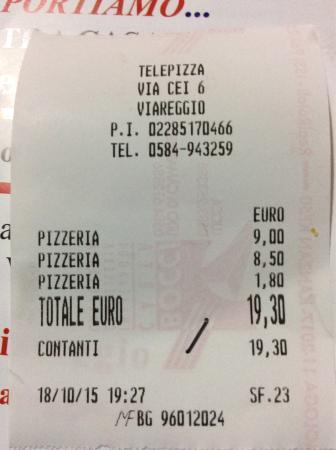 PORTIAMO...
TELEPIZZA
VIA CEI 6
VIAREGGIO
P.I. 02285170466
TEL. 0584-943259
EURO
PIZZERIA 9,00
PIZZERIA 8,50
PIZZERIA 1,80
TOTALE EURO 19,30
CONTANTI 19,30
18/10/15 19:27 SF.23
MF BG 96012024